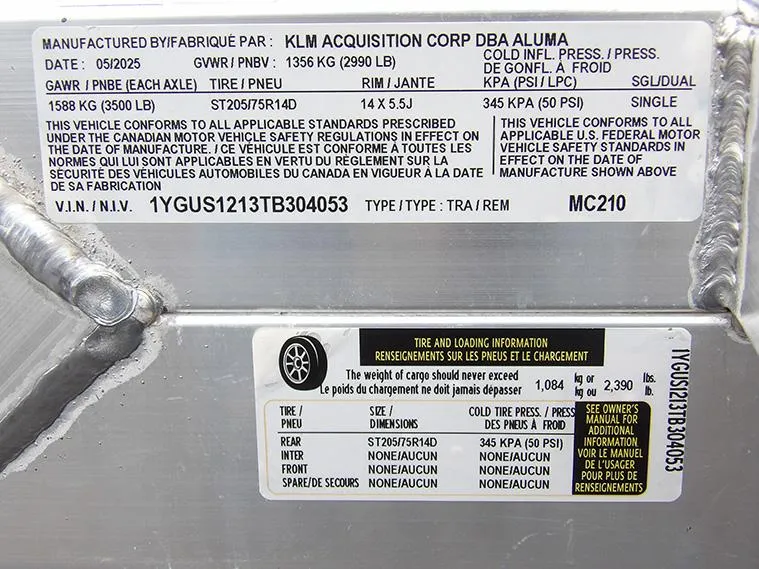 MANUFACTURED BY/FABRIQUÉ PAR : KLM ACQUISITION CORP DBA ALUMA
DATE : 05/2025 GVWR / PNBV : 1356 KG (2990 LB) COLD INFL. PRESS. / PRESS. DE GONFL. À FROID
GAWR / PNBE (EACH AXLE) TIRE / PNEU RIM / JANTE KPA (PSI / LPC) SGL/DUAL
1588 KG (3500 LB) ST205/75R14D 14 X 5.5J 345 KPA (50 PSI) SINGLE
THIS VEHICLE CONFORMS TO ALL APPLICABLE STANDARDS PRESCRIBED
UNDER THE CANADIAN MOTOR VEHICLE SAFETY REGULATIONS IN EFFECT ON
THE DATE OF MANUFACTURE. / CE VÉHICULE EST CONFORME À TOUTES LES
NORMES QUI LUI SONT APPLICABLES EN VERTU DU RÈGLEMENT SUR LA
SÉCURITÉ DES VÉHICULES AUTOMOBILES DU CANADA EN VIGUEUR À LA DATE
DE SA FABRICATION
THIS VEHICLE CONFORMS TO ALL
APPLICABLE U.S. FEDERAL MOTOR
VEHICLE SAFETY STANDARDS IN
EFFECT ON THE DATE OF
MANUFACTURE SHOWN ABOVE
V.I.N. / N.I.V. 1YGUS1213TB304053 TYPE / TYPE : TRA / REM MC210
TIRE AND LOADING INFORMATION
RENSEIGNEMENTS SUR LES PNEUS ET LE CHARGEMENT
The weight of cargo should never exceed
Le poids du chargement ne doit jamais dépasser 1,084 kg or kg ou 2,390 lbs. lb.
TIRE / PNEU SIZE / DIMENSIONS COLD TIRE PRESS. / PRESS DES PNEUS À FROID
REAR ST205/75R14D 345 KPA (50 PSI)
INTER NONE/AUCUN NONE/AUCUN
FRONT NONE/AUCUN NONE/AUCUN
SPARE/DE SECOURS NONE/AUCUN NONE/AUCUN
SEE OWNER'S
MANUAL FOR
ADDITIONAL
INFORMATION
VOIR LE MANUEL
DE L'USAGER
POUR PLUS DE
RENSEIGNEMENTS
1YGUS1213TB304053